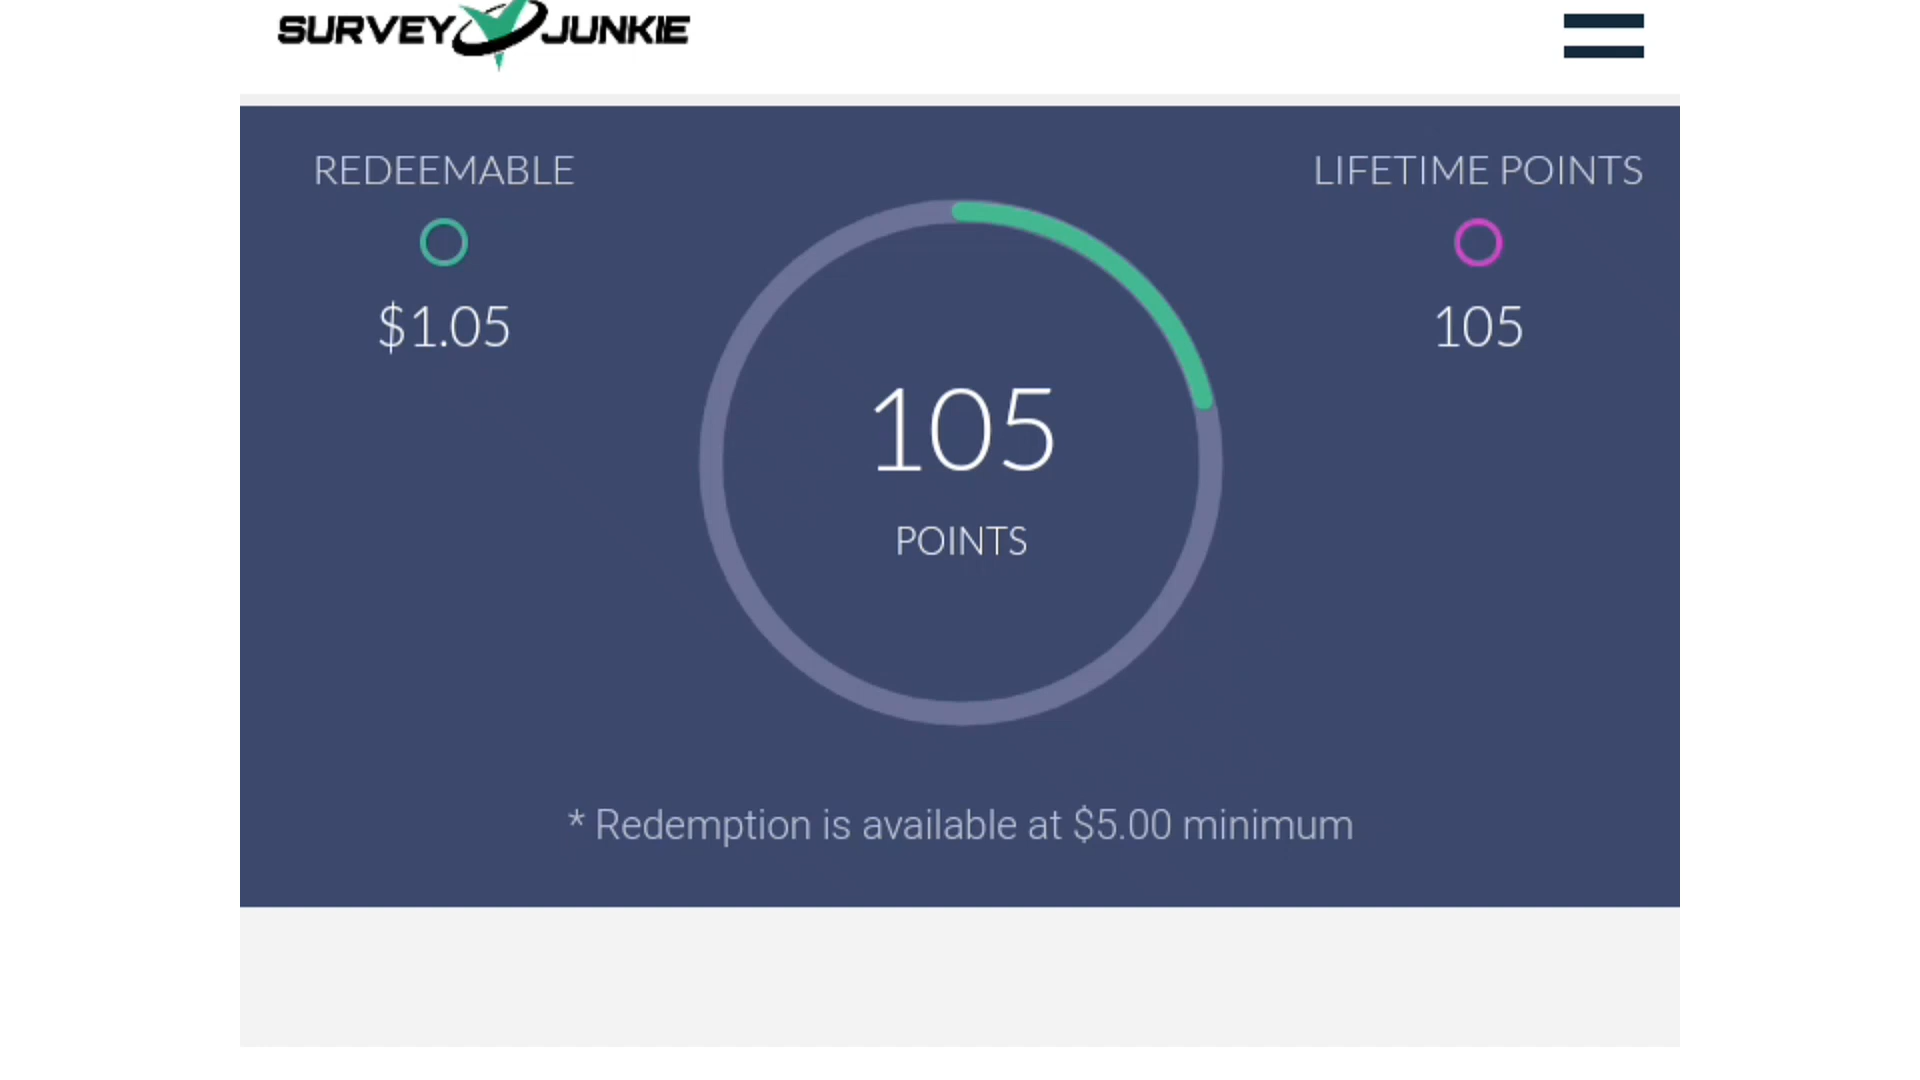 SURVEY JUNKIE
REDEEMABLE
$1.05
LIFETIME POINTS
105
105
POINTS
* Redemption is available at $5.00 minimum